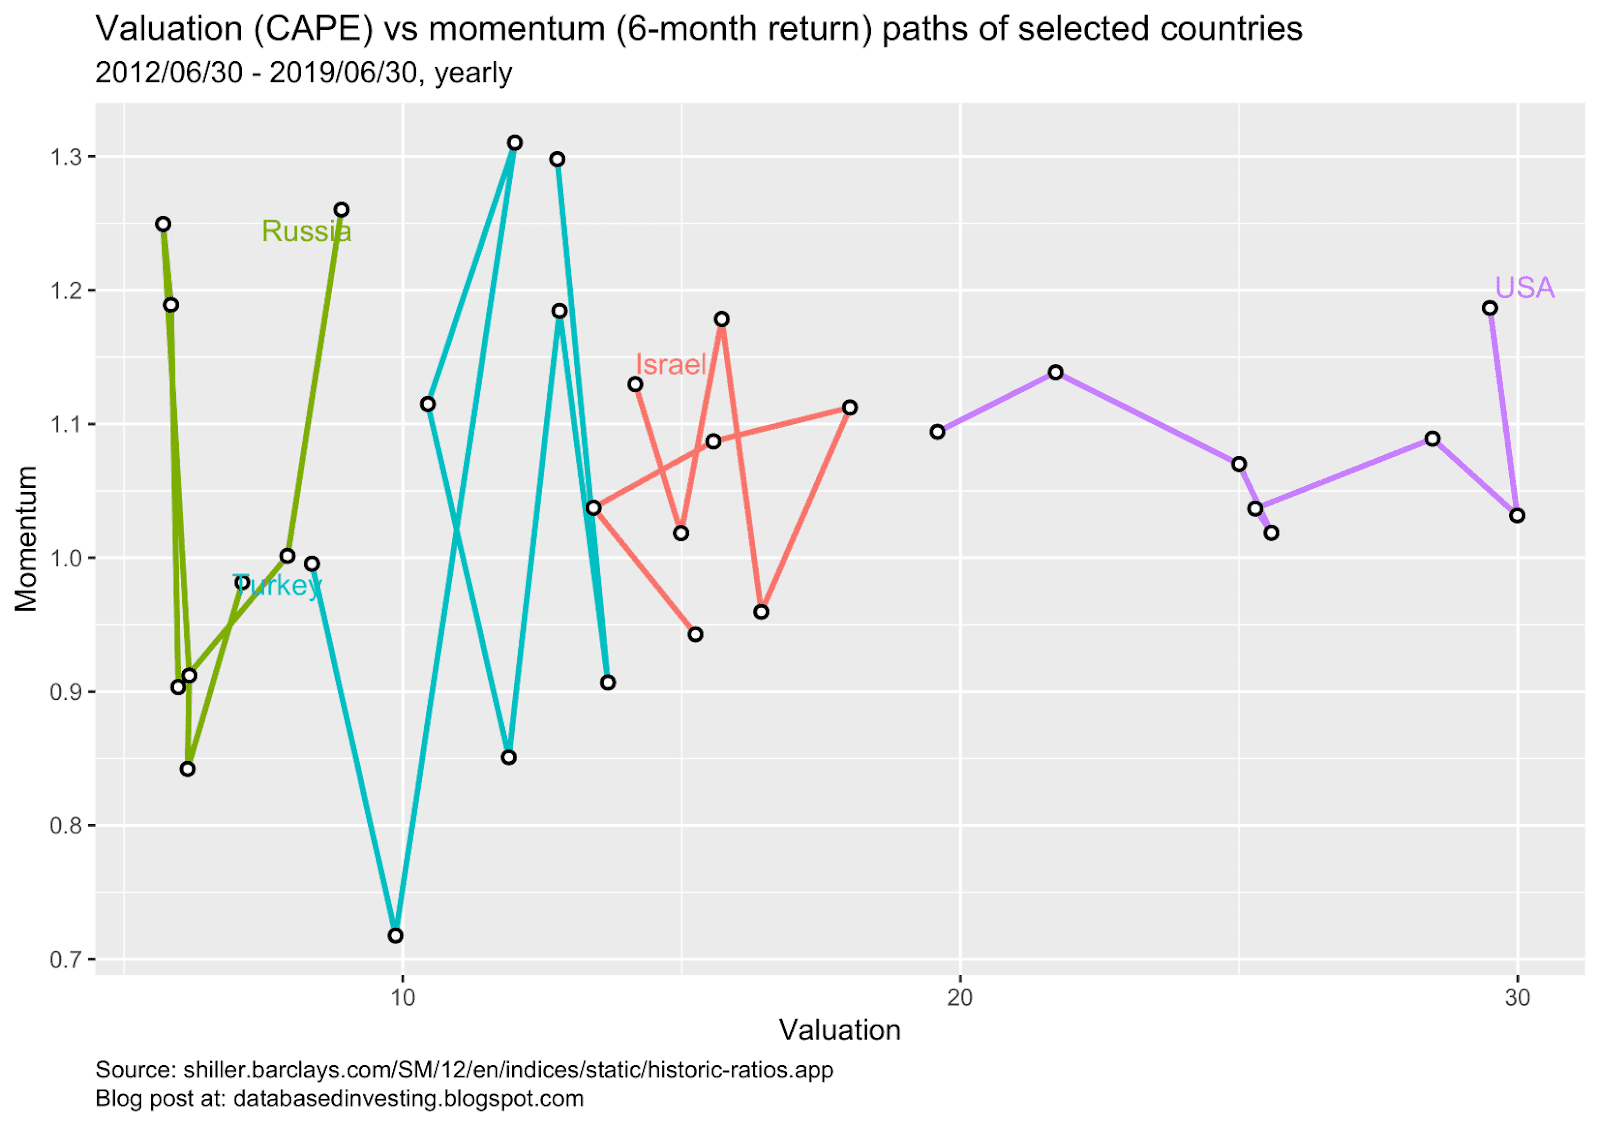 Valuation (CAPE) vs momentum (6-month return) paths of selected countries
2012/06/30 - 2019/06/30, yearly
1.3
Russia
1.2
USA
Israel
1.1
Momentum
1.0
Turkey
0.9
0.8
0.7
10
20
30
Valuation
Source: shiller.barclays.com/SM/12/en/indices/static/historic-ratios.app
Blog post at: databasedinvesting.blogspot.com